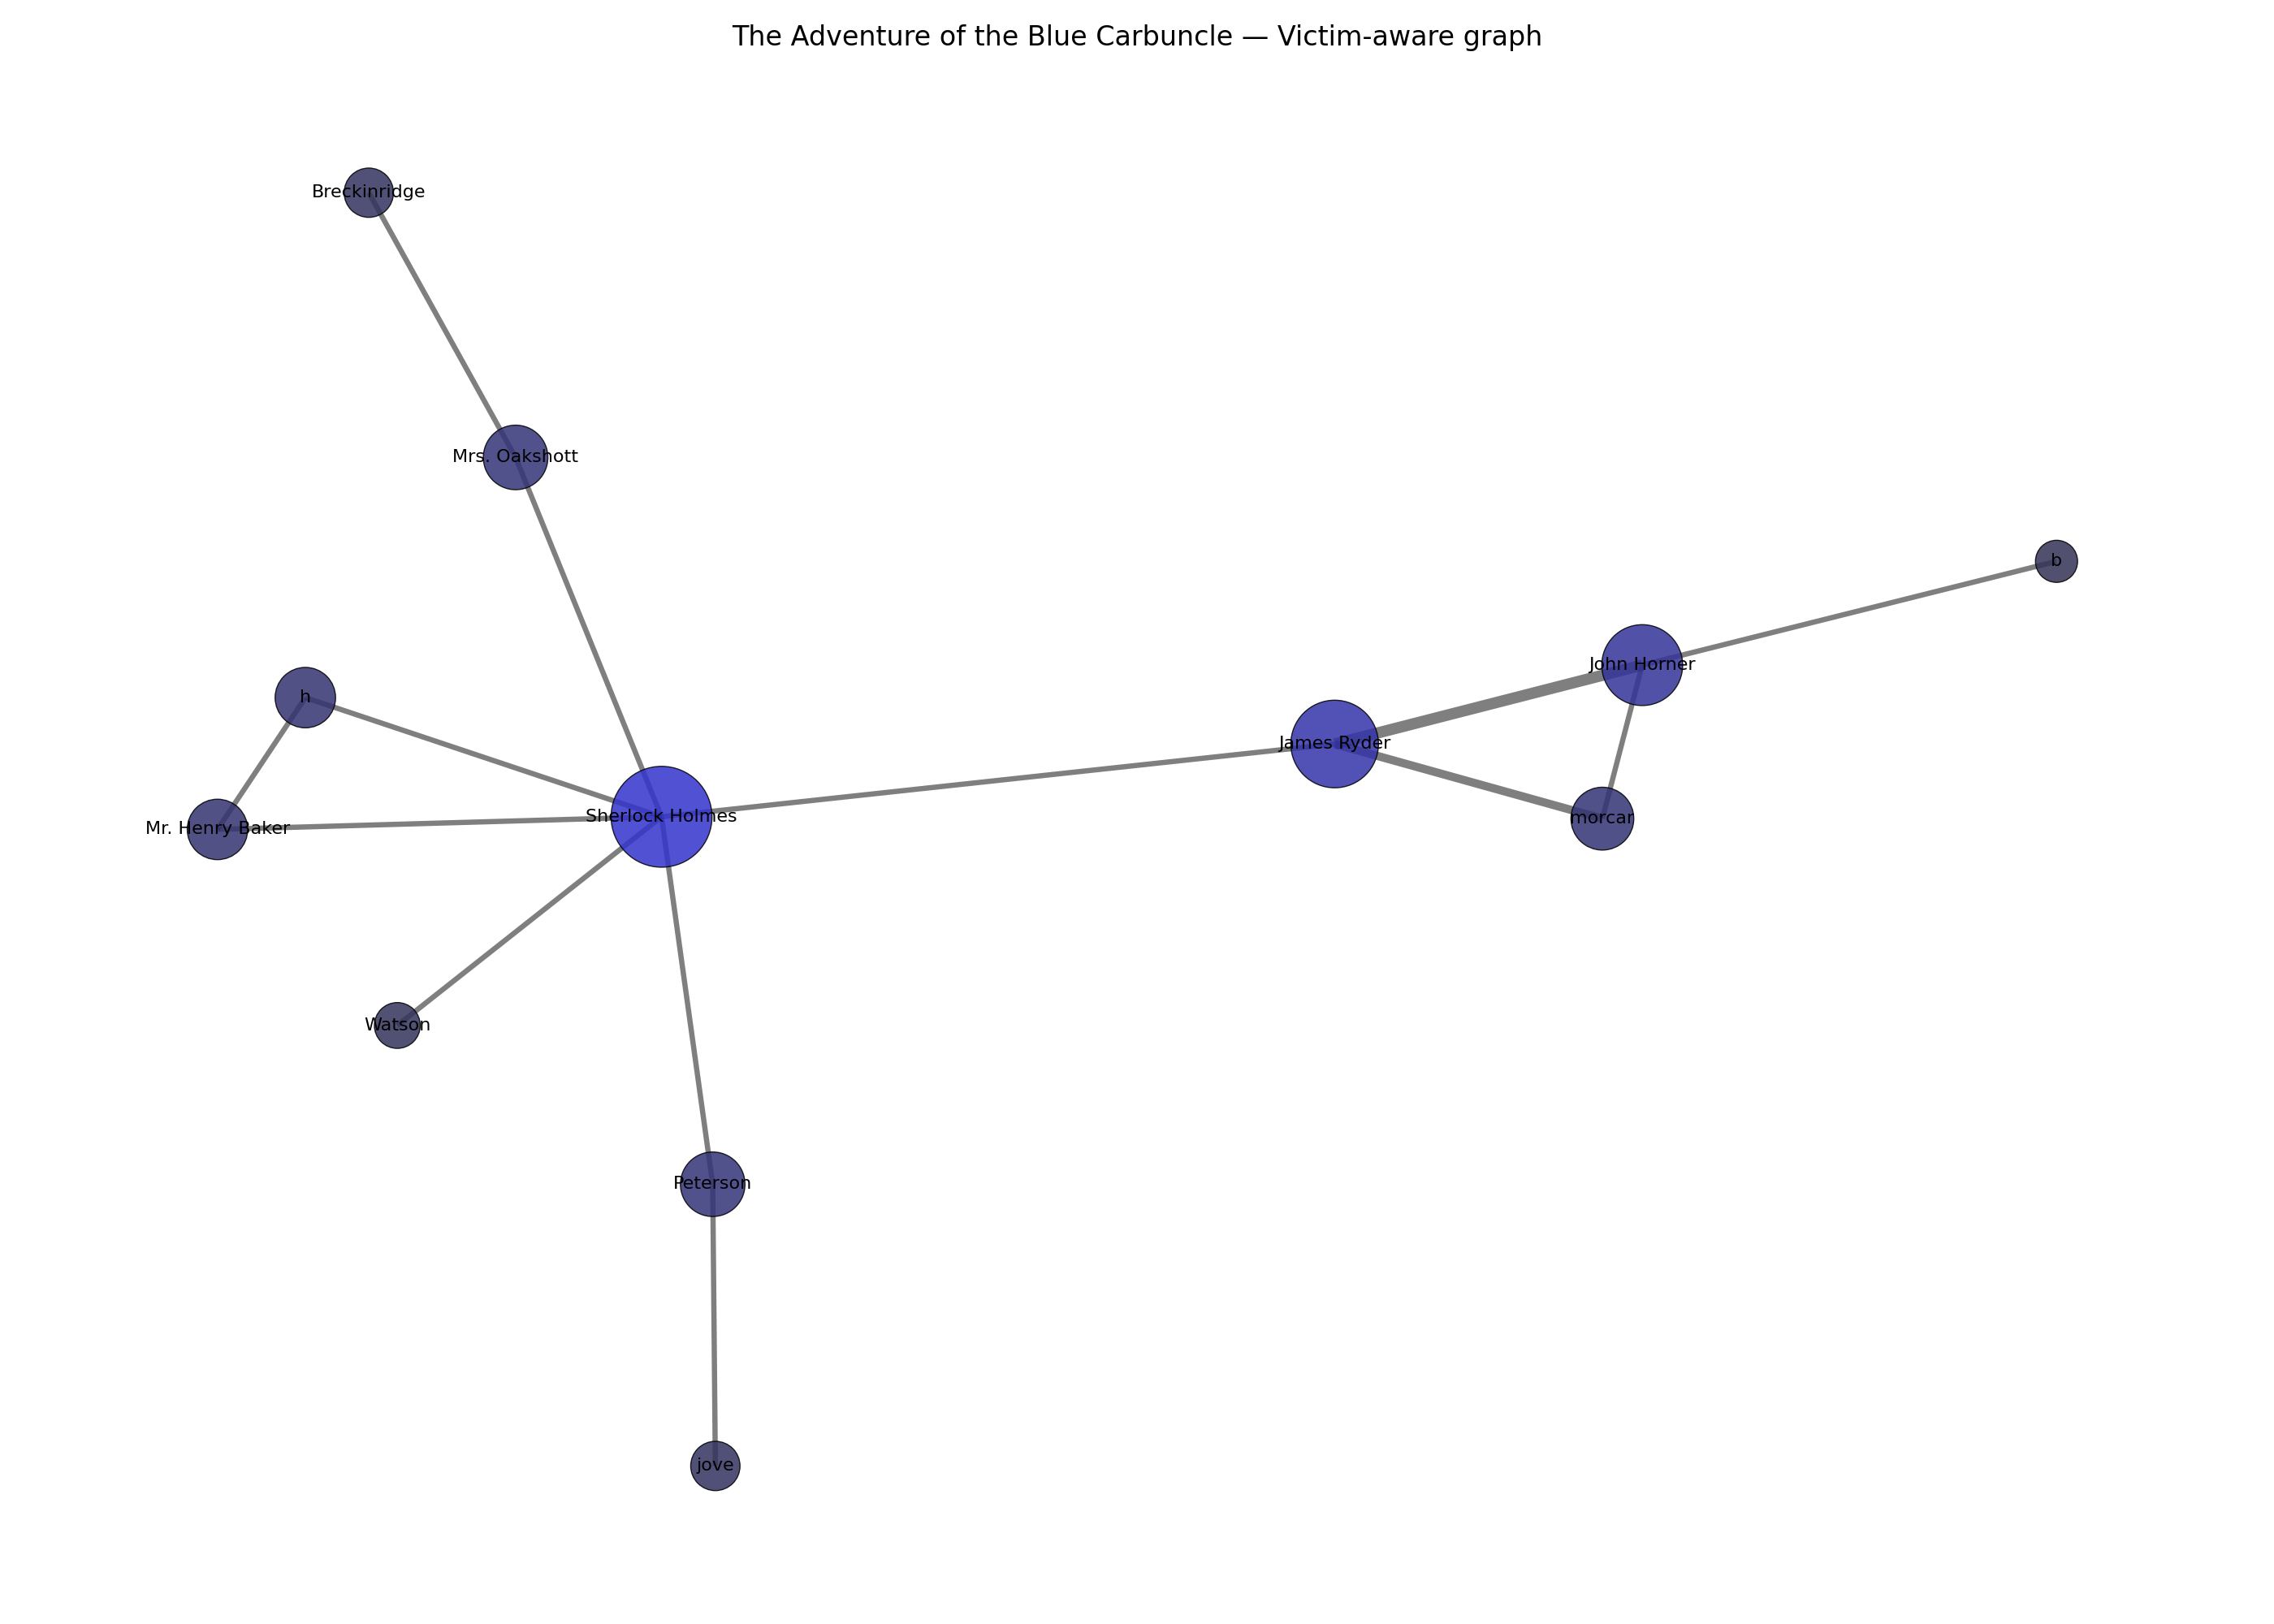 The Adventure of the Blue Carbuncle — Victim-aware graph
Breckinridge
Mrs. Oakshott
b
John Horner
h
James Ryder
Sherlock Holmes
morcar
Mr. Henry Baker
Watson
Peterson
jove